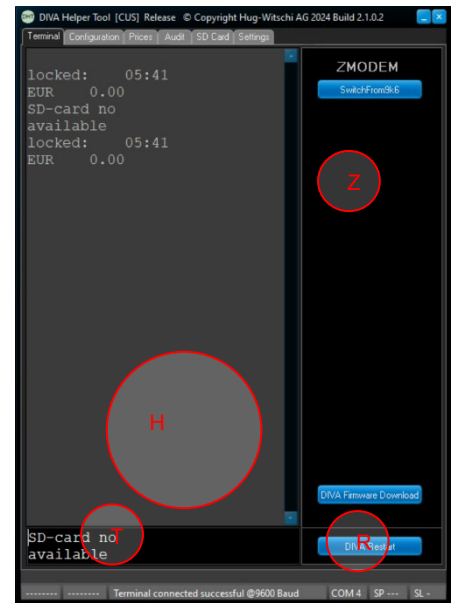 DIVA Helper Tool [CUS] Release © Copyright Hug-Witschi AG 2024 Build 2.1.0.2
Terminal Configuration Prices Audit SD Card Settings
locked: 05:41
EUR 0.00
SD-card no
available
locked: 05:41
EUR 0.00
ZMODEM
SwitchFrom9k6
Z
H
DIVA Firmware Download
SD-card no
available
T
DIVA Restart
R
-------- -------- Terminal connected successful @9600 Baud COM 4 SP --- SL -